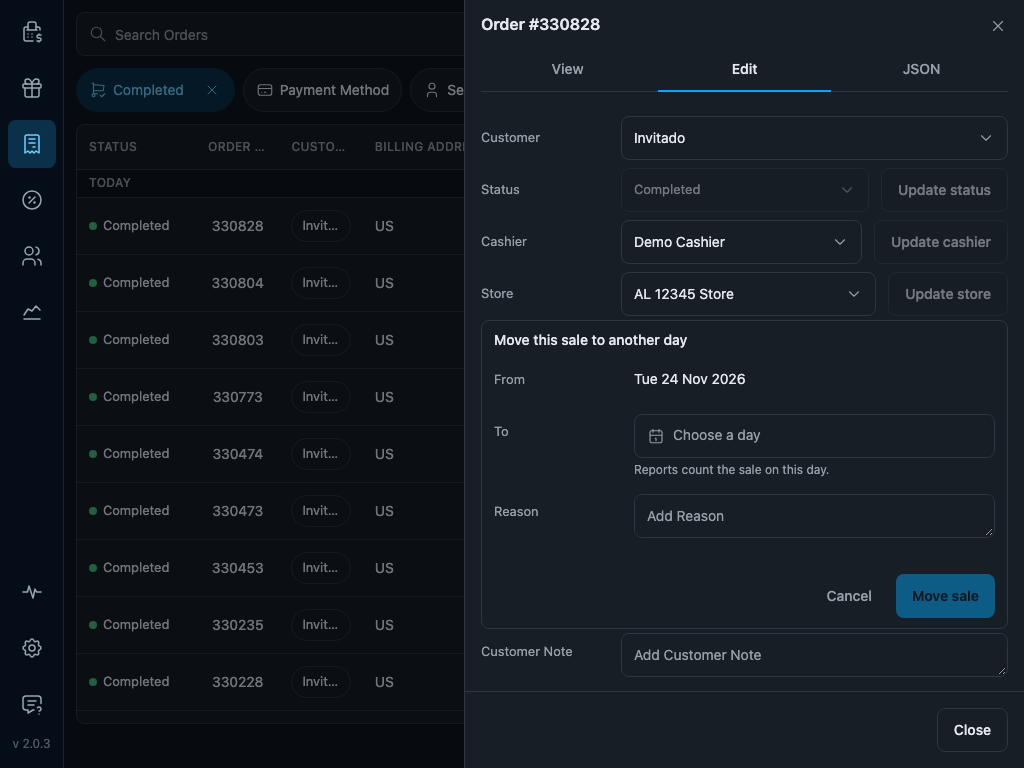 Order #330828
View
Edit
JSON
Search Orders
Completed
Payment Method
Se
STATUS
ORDER ...
CUSTO...
BILLING ADDR
TODAY
Completed 330828 Invit... US
Completed 330804 Invit... US
Completed 330803 Invit... US
Completed 330773 Invit... US
Completed 330474 Invit... US
Completed 330473 Invit... US
Completed 330453 Invit... US
Completed 330235 Invit... US
Completed 330228 Invit... US
v 2.0.3
Customer
Invitado
Status
Completed
Update status
Cashier
Demo Cashier
Update cashier
Store
AL 12345 Store
Update store
Move this sale to another day
From
Tue 24 Nov 2026
To
Choose a day
Reports count the sale on this day.
Reason
Add Reason
Cancel
Move sale
Customer Note
Add Customer Note
Close